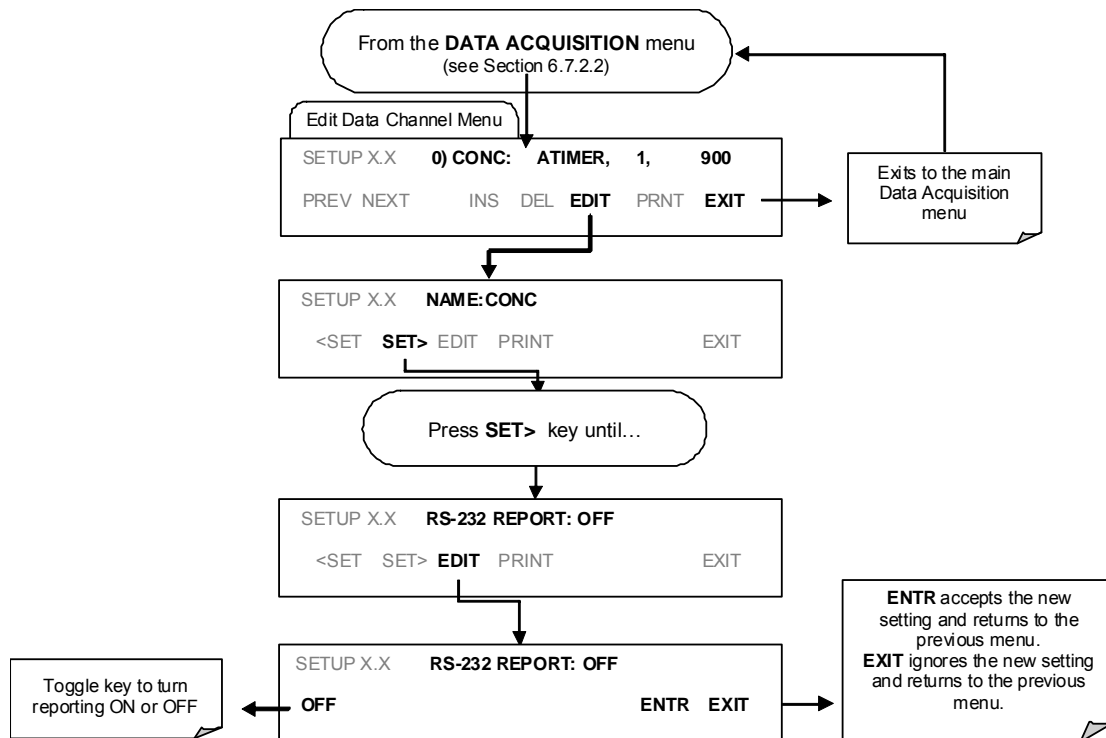 From the DATA ACQUISITION menu
(see Section 6.7.2.2)
Edit Data Channel Menu
SETUP X.X 0) CONC: ATIMER, 1, 900
PREV NEXT INS DEL EDIT PRNT EXIT
Exits to the main
Data Acquisition
menu
SETUP X.X NAME:CONC
<SET SET> EDIT PRINT EXIT
Press SET> key until…
SETUP X.X RS-232 REPORT: OFF
<SET SET> EDIT PRINT EXIT
SETUP X.X RS-232 REPORT: OFF
OFF ENTR EXIT
Toggle key to turn
reporting ON or OFF
ENTR accepts the new
setting and returns to the
previous menu.
EXIT ignores the new setting
and returns to the previous
menu.